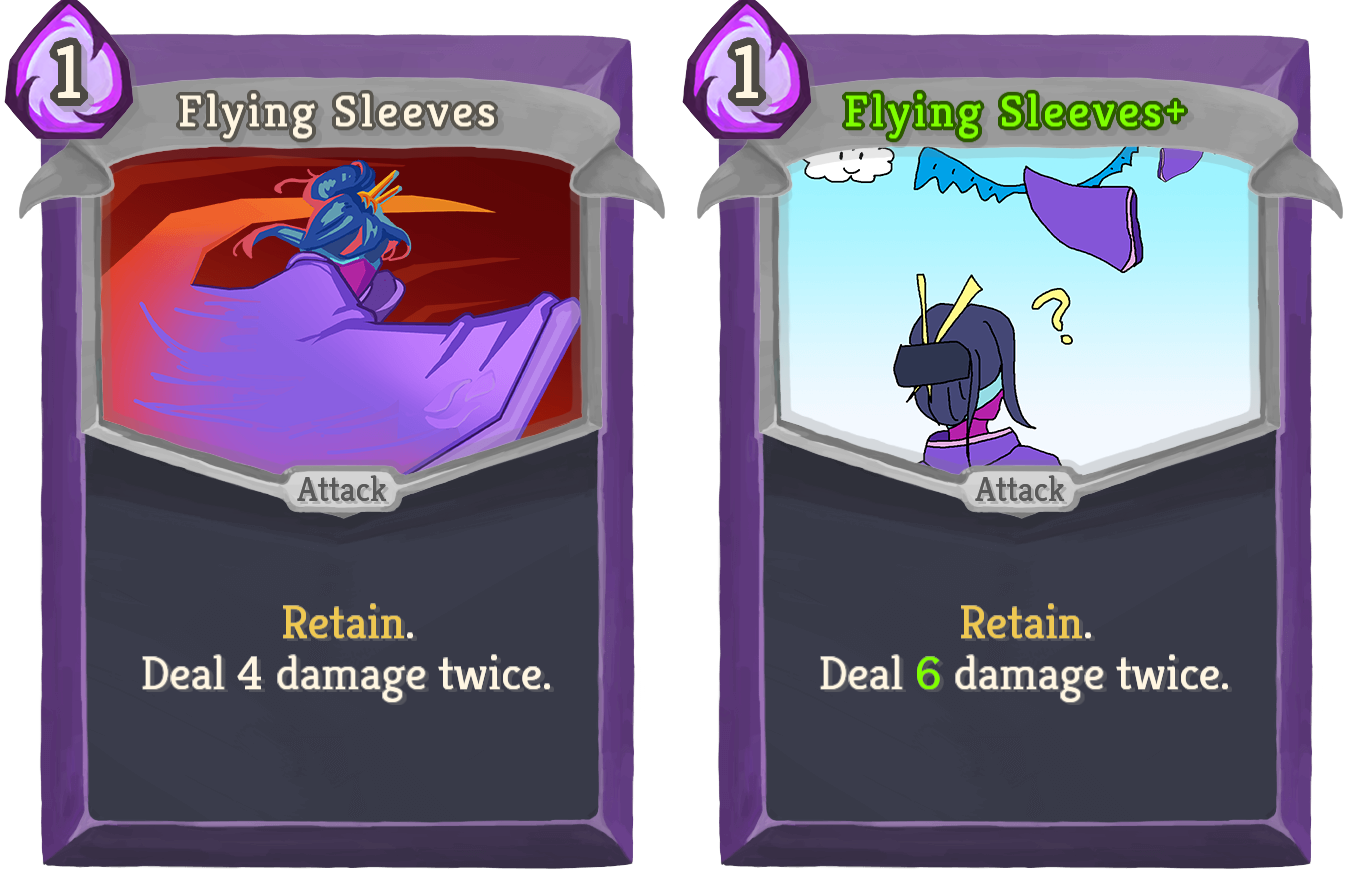 1
Flying Sleeves
Attack
Retain.
Deal 4 damage twice.
1
Flying Sleeves+
?
Attack
Retain.
Deal 6 damage twice.